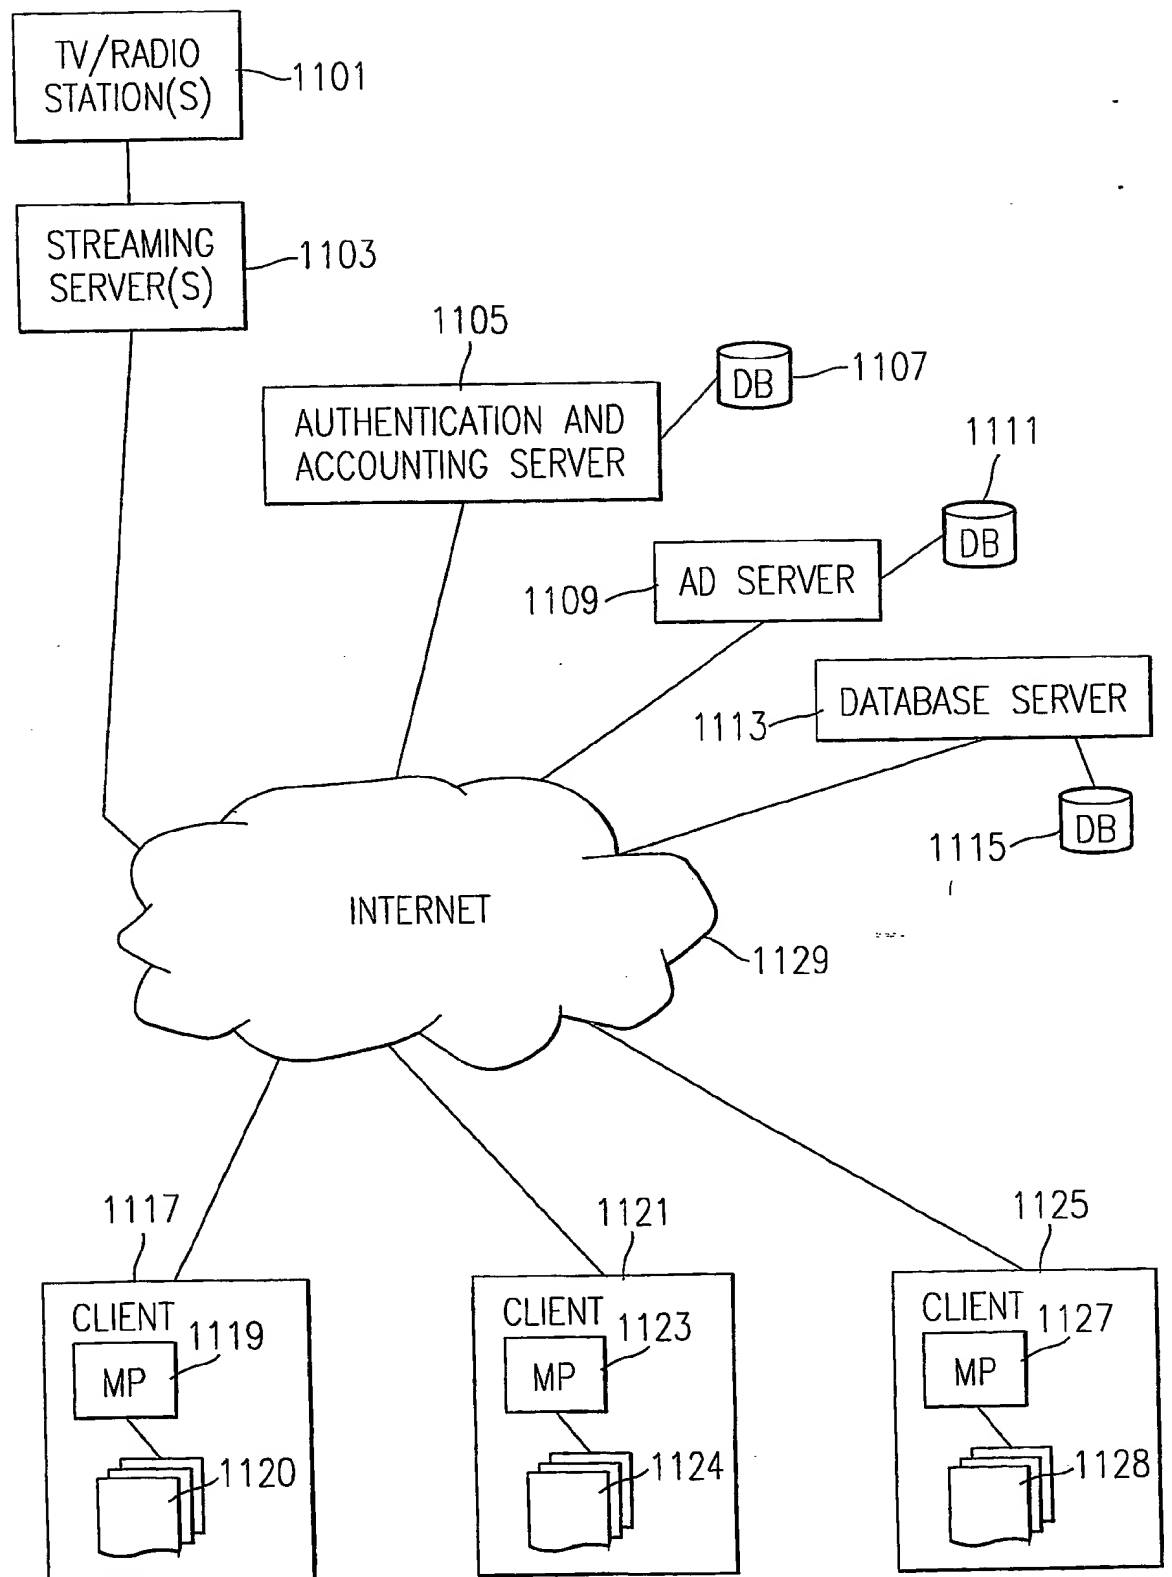 TV/RADIO
STATION(S)
1101
STREAMING
SERVER(S)
1103
1105
AUTHENTICATION AND
ACCOUNTING SERVER
DB
1107
1111
DB
1109
AD SERVER
1113
DATABASE SERVER
1115
DB
INTERNET
1129
1117
CLIENT
1119
MP
1120
1121
CLIENT
1123
MP
1124
1125
CLIENT
1127
MP
1128